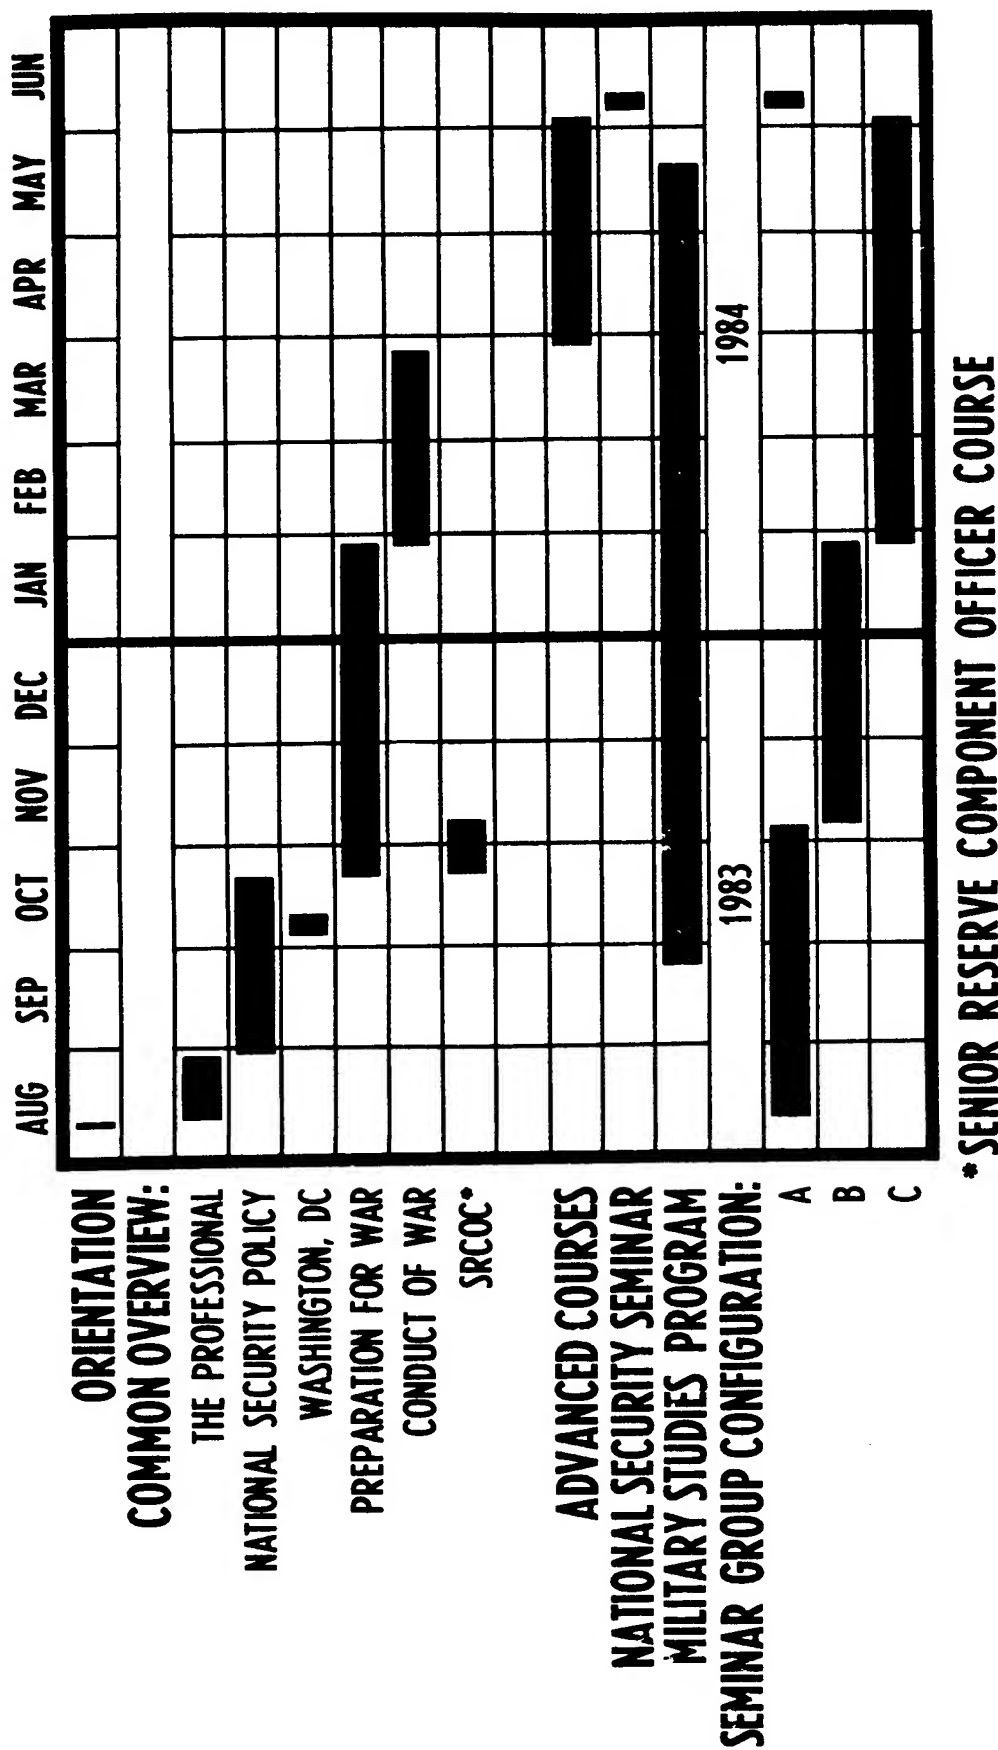 AUG SEP OCT NOV DEC JAN FEB MAR APR MAY JUN
ORIENTATION
COMMON OVERVIEW:
THE PROFESSIONAL
NATIONAL SECURITY POLICY
WASHINGTON, DC
PREPARATION FOR WAR
CONDUCT OF WAR
SRCOC*
ADVANCED COURSES
NATIONAL SECURITY SEMINAR
MILITARY STUDIES PROGRAM
SEMINAR GROUP CONFIGURATION: 1983 1984
A
B
C
*SENIOR RESERVE COMPONENT OFFICER COURSE